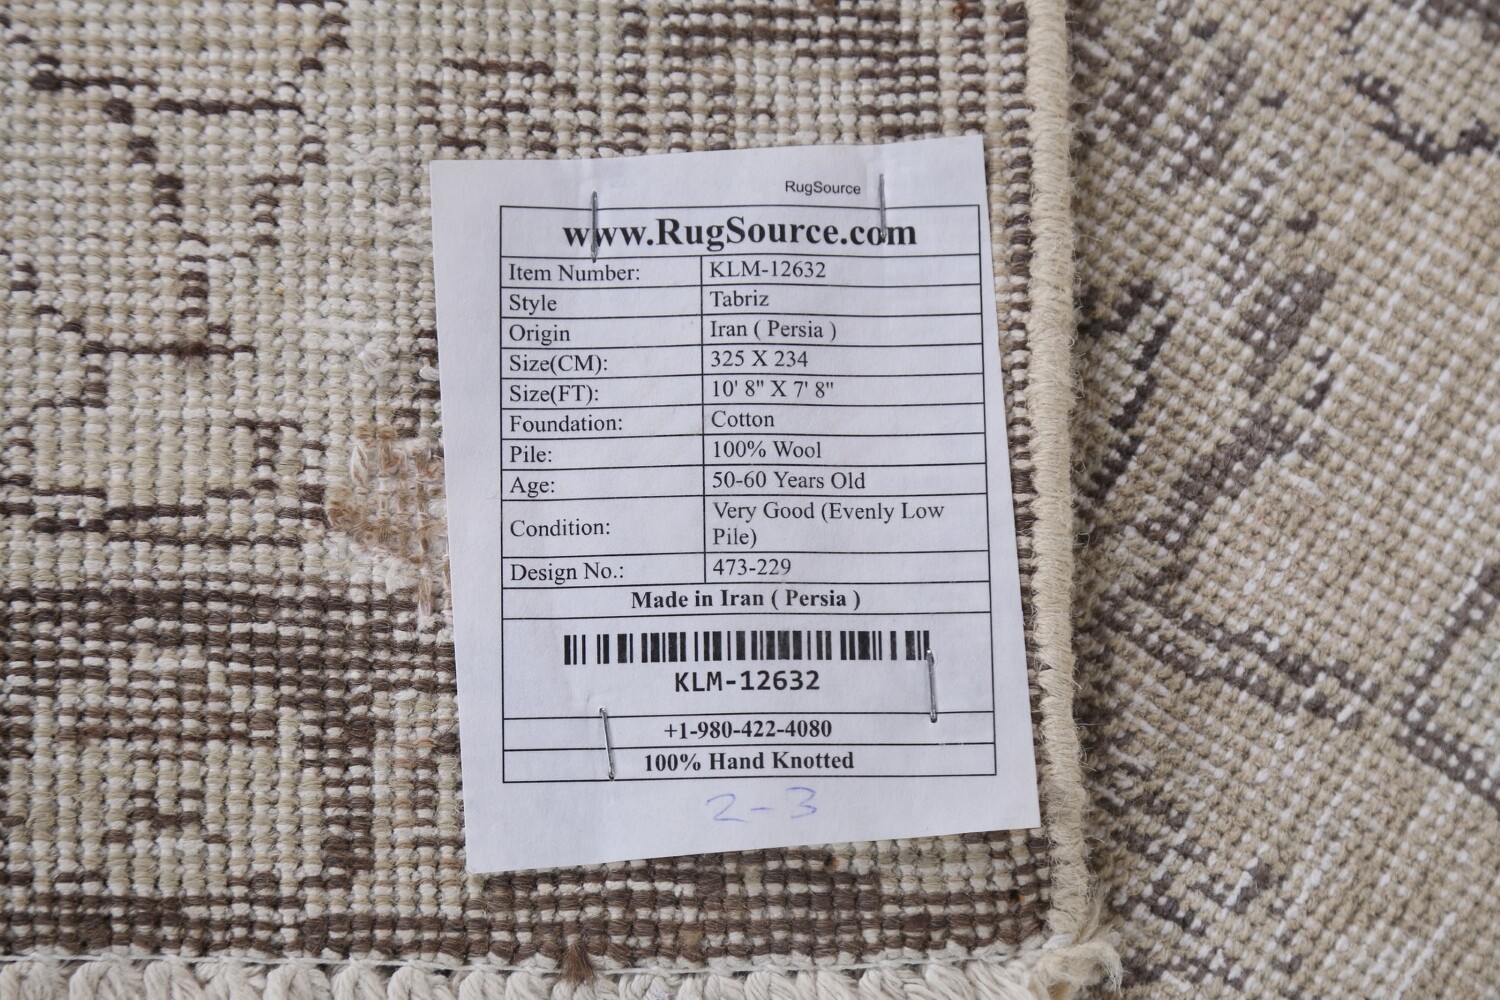 RugSource
www.RugSource.com
Item Number: KLM-12632
Style Tabriz
Origin Iran ( Persia )
Size(CM): 325 X 234
Size(FT): 10' 8" X 7' 8"
Foundation: Cotton
Pile: 100% Wool
Age: 50-60 Years Old
Condition: Very Good (Evenly Low
Pile)
Design No.: 473-229
Made in Iran ( Persia )
KLM-12632
+1-980-422-4080
100% Hand Knotted
2-3